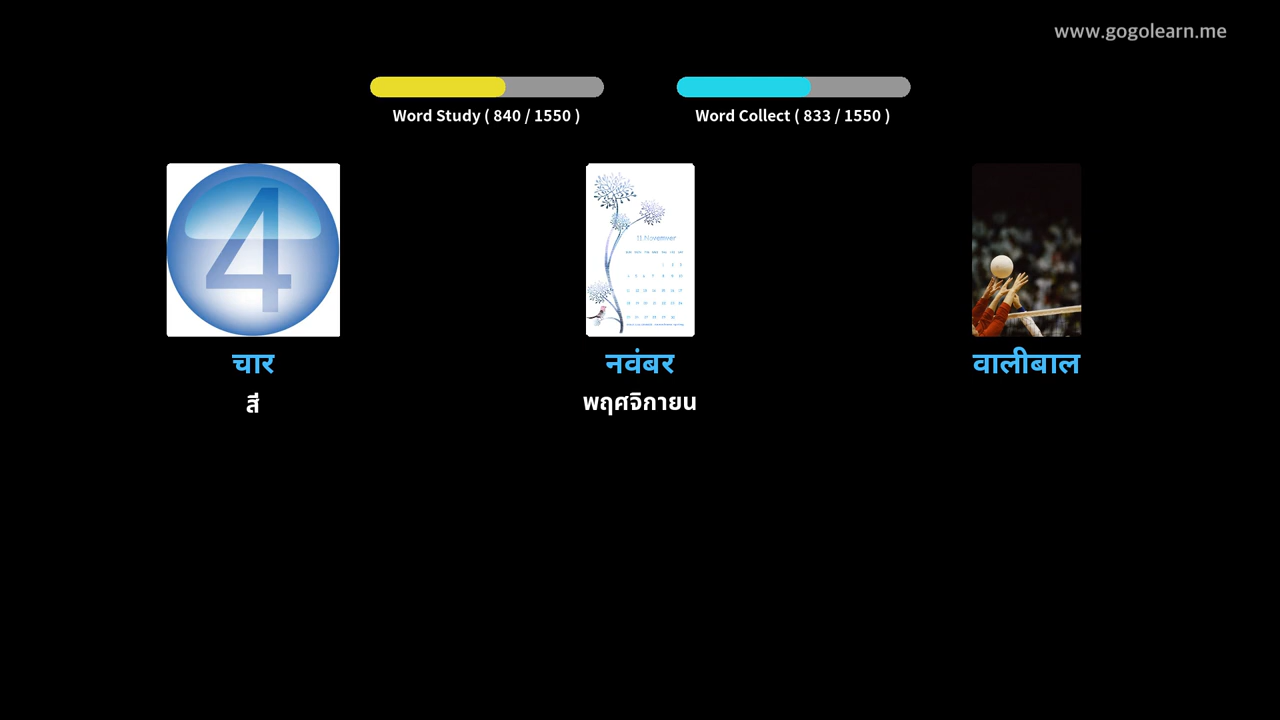 www.gogolearn.me
Word Study ( 840 / 1550 )
Word Collect ( 833 / 1550 )
4
चार
สี่
नवंबर
พฤศจิกายน
वालीबाल